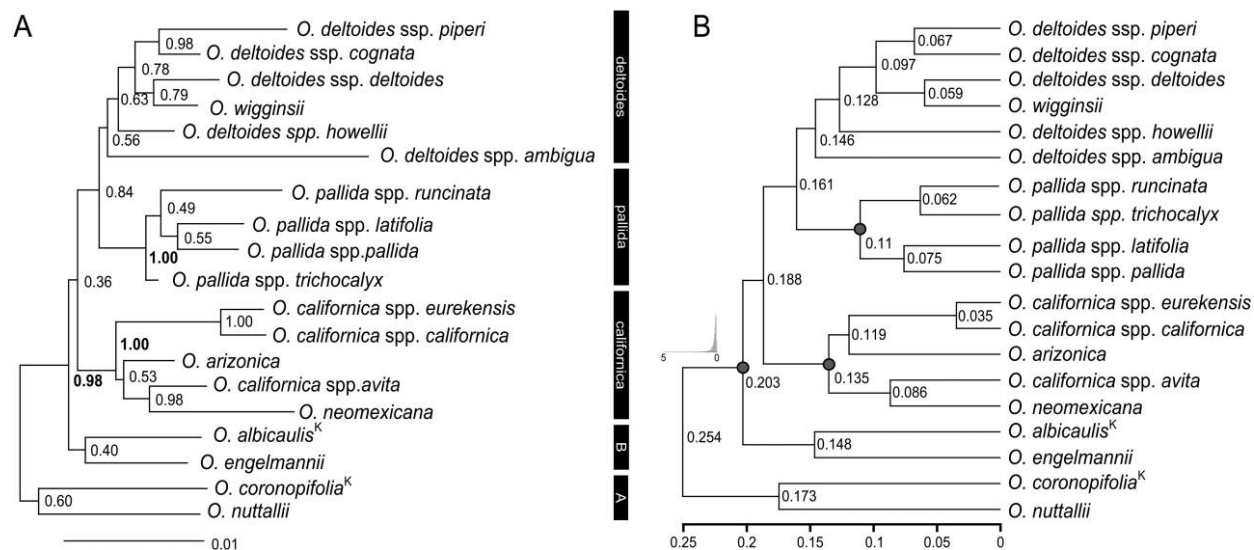 A
O. deltoides ssp. piperi
0.98
O. deltoides ssp. cognata
0.78
O. deltoides ssp. deltoides
0.63
0.79
O. wigginsii
O. deltoides spp. howellii
0.56
O. deltoides spp. ambigua
0.84
O. pallida spp. runcinata
0.49
O. pallida spp. latifolia
0.55
O. pallida spp.pallida
1.00
O. pallida spp. trichocalyx
0.36
O. californica spp. eurekensis
1.00
O. californica spp. californica
1.00
O. arizonica
0.98
0.53
O. californica spp.avita
0.98
O. neomexicana
O. albicaulisᴷ
0.40
O. engelmannii
O. coronopifoliaᴷ
0.60
O. nuttallii
0.01
deltoides
pallida
californica
B
A
B
O. deltoides ssp. piperi
0.067
O. deltoides ssp. cognata
0.097
O. deltoides ssp. deltoides
0.059
0.128
O. wigginsii
O. deltoides spp. howellii
0.146
O. deltoides spp. ambigua
0.161
O. pallida spp. runcinata
0.062
O. pallida spp. trichocalyx
0.11
O. pallida spp. latifolia
0.075
O. pallida spp. pallida
0.188
O. californica spp. eurekensis
0.035
O. californica spp. californica
0.119
O. arizonica
5 0
0.203
0.135
O. californica spp. avita
0.086
O. neomexicana
O. albicaulisᴷ
0.254
0.148
O. engelmannii
O. coronopifoliaᴷ
0.173
O. nuttallii
0.25 0.2 0.15 0.1 0.05 0